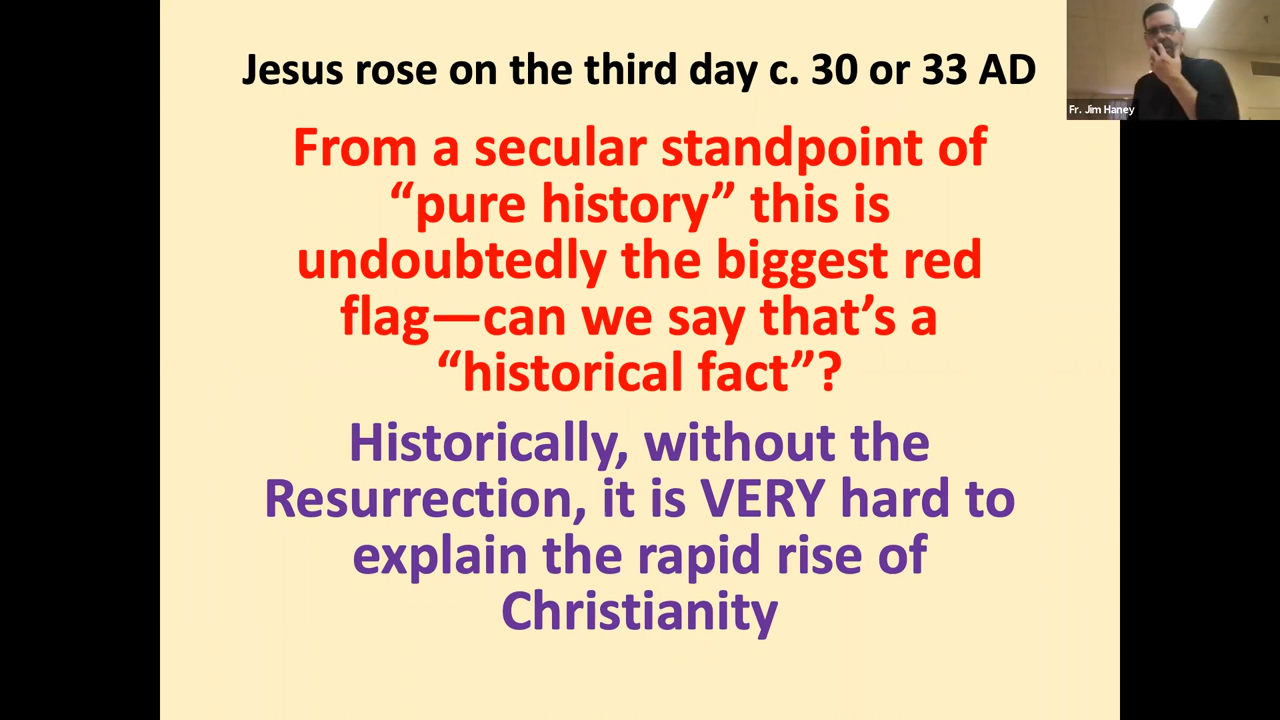 Jesus rose on the third day c. 30 or 33 AD
Fr. Jim Haney
From a secular standpoint of
“pure history” this is
undoubtedly the biggest red
flag—can we say that’s a
“historical fact”?
Historically, without the
Resurrection, it is VERY hard to
explain the rapid rise of
Christianity